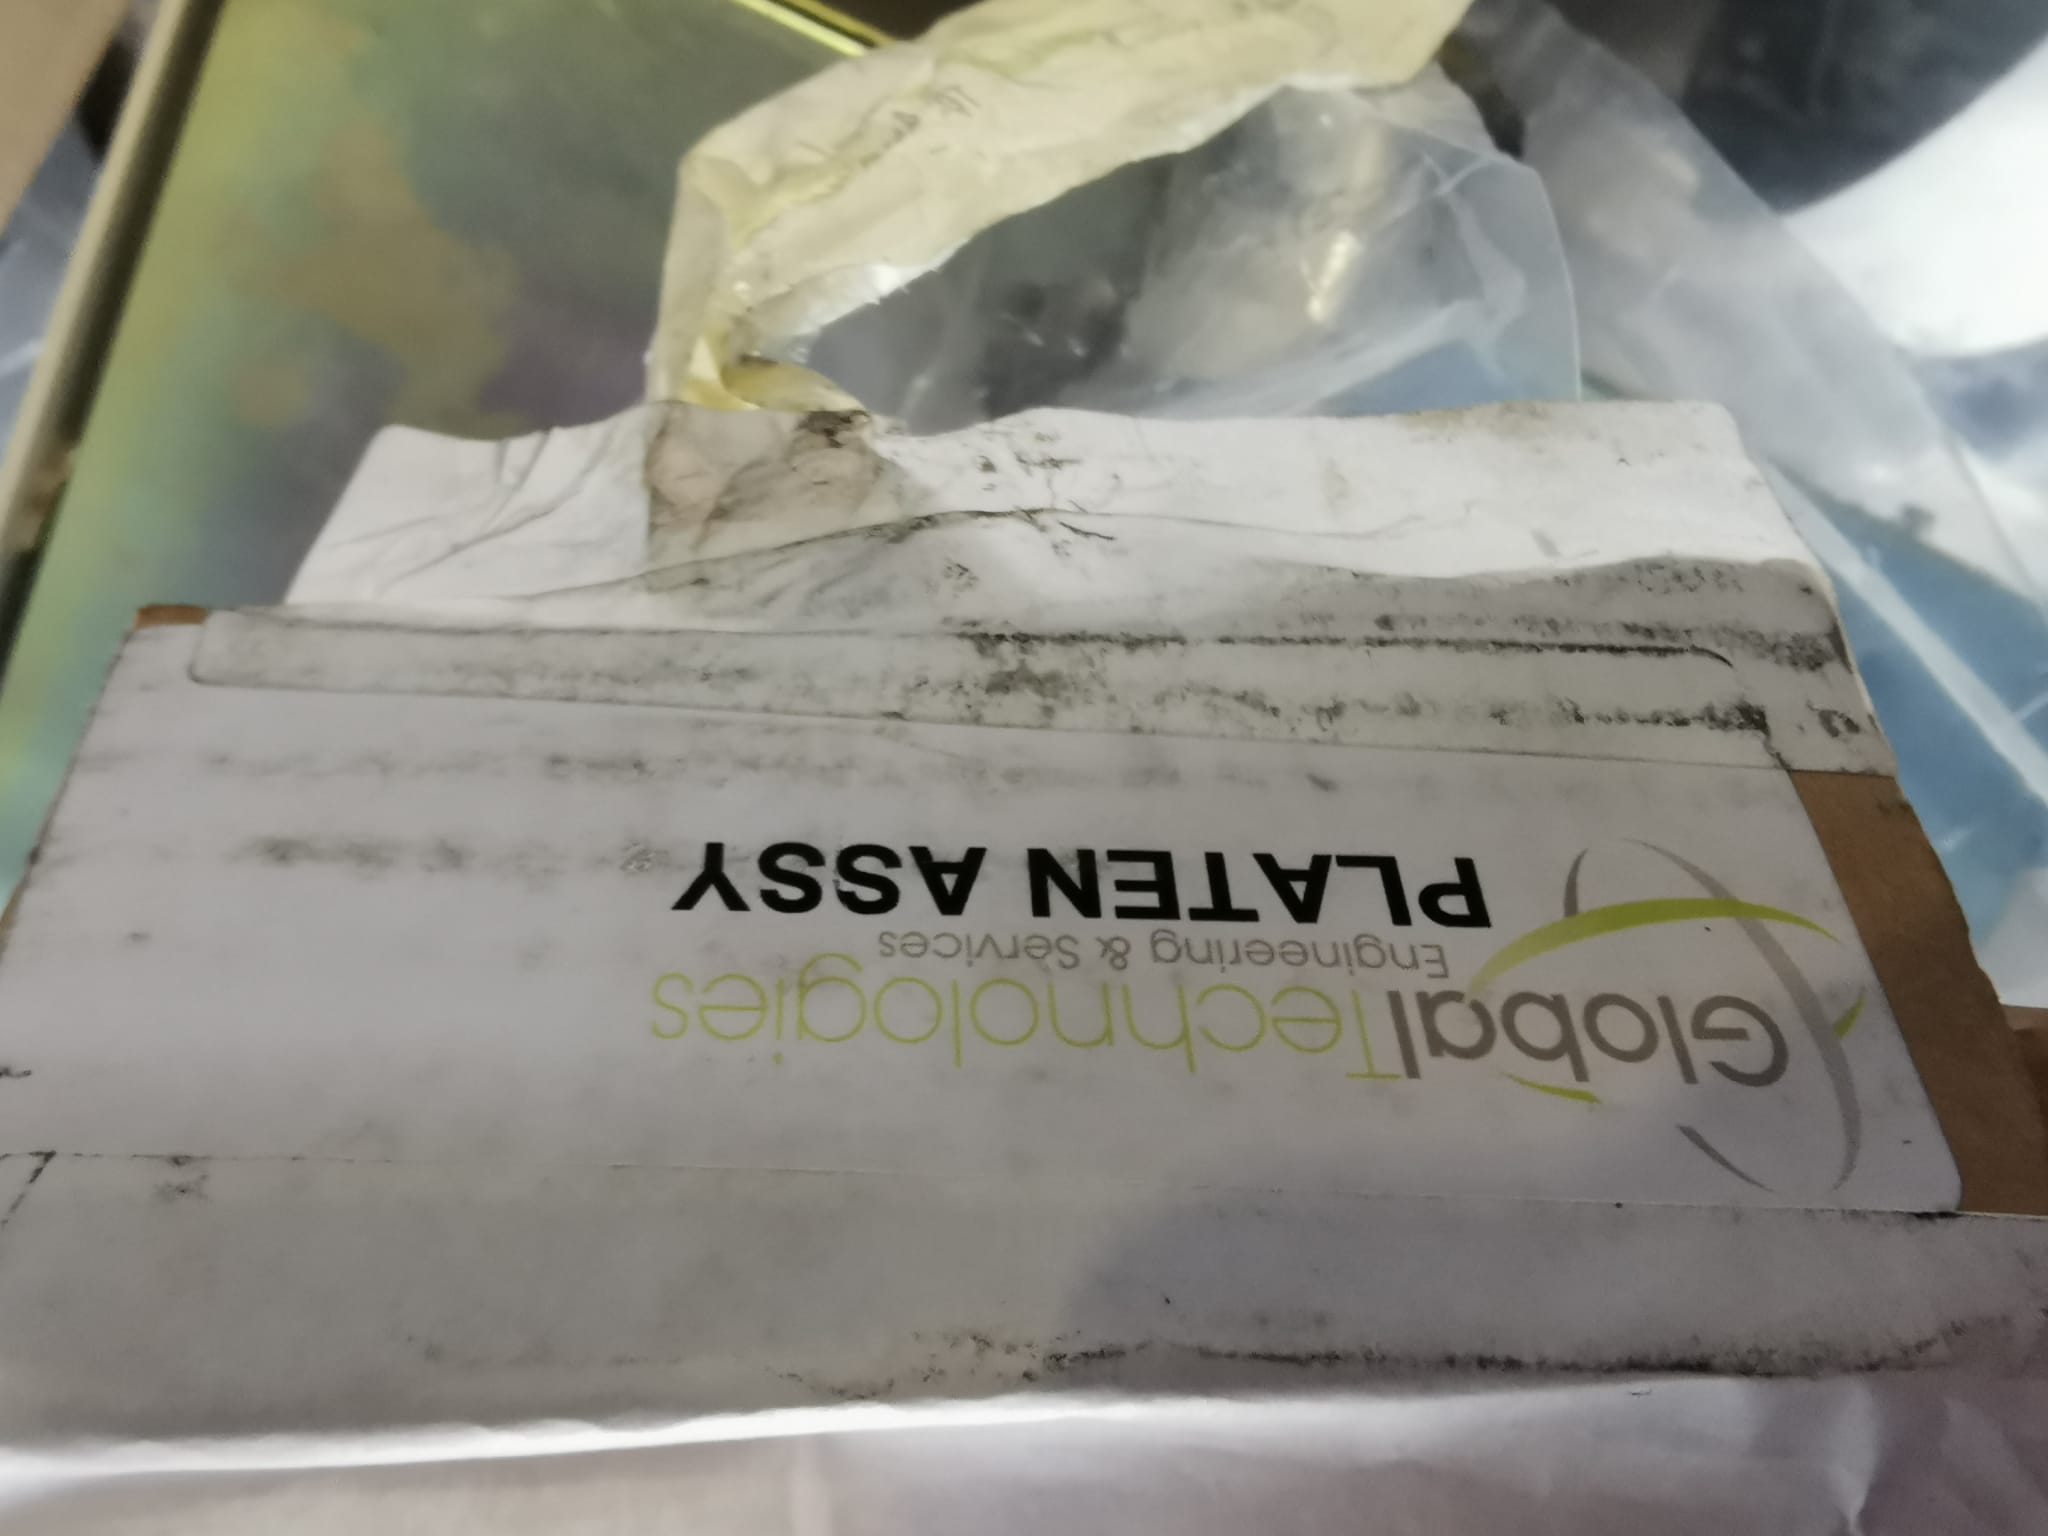 GlobalTechnologies
Engineering & Services
PLATEN ASSY